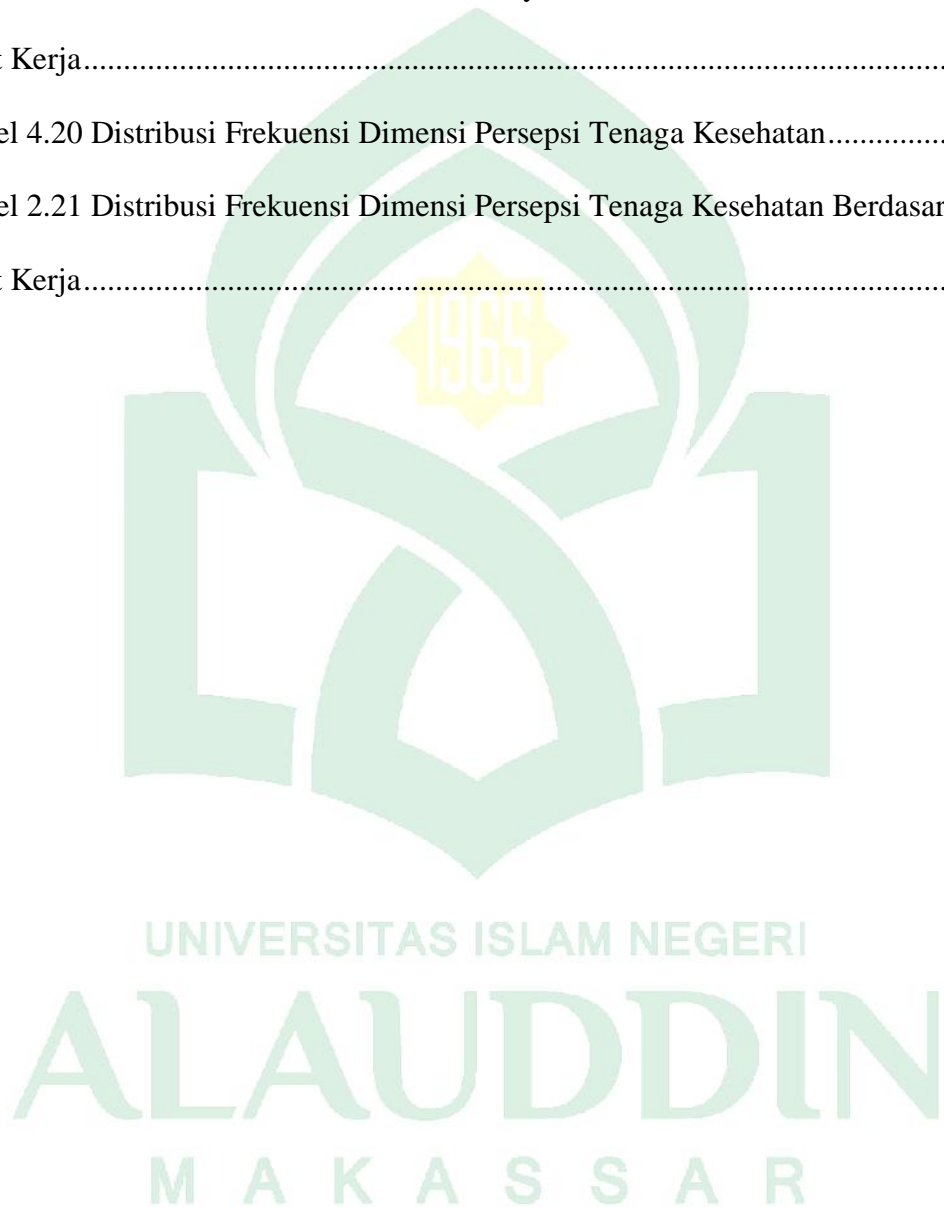 t Kerja
el 4.20 Distribusi Frekuensi Dimensi Persepsi Tenaga Kesehatan
el 2.21 Distribusi Frekuensi Dimensi Persepsi Tenaga Kesehatan Berdasar
t Kerja
1965
UNIVERSITAS ISLAM NEGERI
ALAUDDIN
MAKASSAR